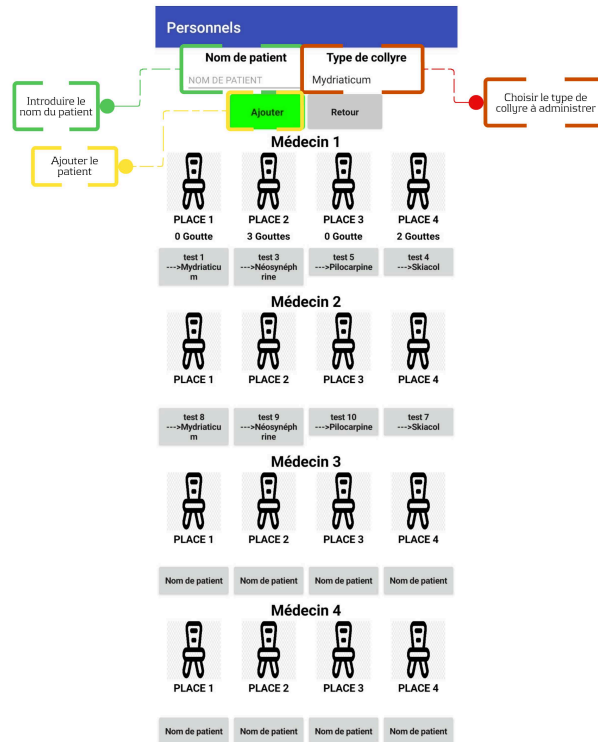 Personnels
Nom de patient
Type de collyre
NOM DE PATIENT
Mydriaticum
Introduire le
nom du patient
Choisir le type de
collyre à administrer
Ajouter
Retour
Ajouter le
patient
Médecin 1
PLACE 1 PLACE 2 PLACE 3 PLACE 4
0 Goutte 3 Gouttes 0 Goutte 2 Gouttes
test 1 test 3 test 5 test 4
--->Mydriaticu --->Néosynéph --->Pilocarpine --->Skiacol
m rine
Médecin 2
PLACE 1 PLACE 2 PLACE 3 PLACE 4
test 8 test 9 test 10 test 7
--->Mydriaticu --->Néosynéph --->Pilocarpine --->Skiacol
m rine
Médecin 3
PLACE 1 PLACE 2 PLACE 3 PLACE 4
Nom de patient Nom de patient Nom de patient Nom de patient
Médecin 4
PLACE 1 PLACE 2 PLACE 3 PLACE 4
Nom de patient Nom de patient Nom de patient Nom de patient